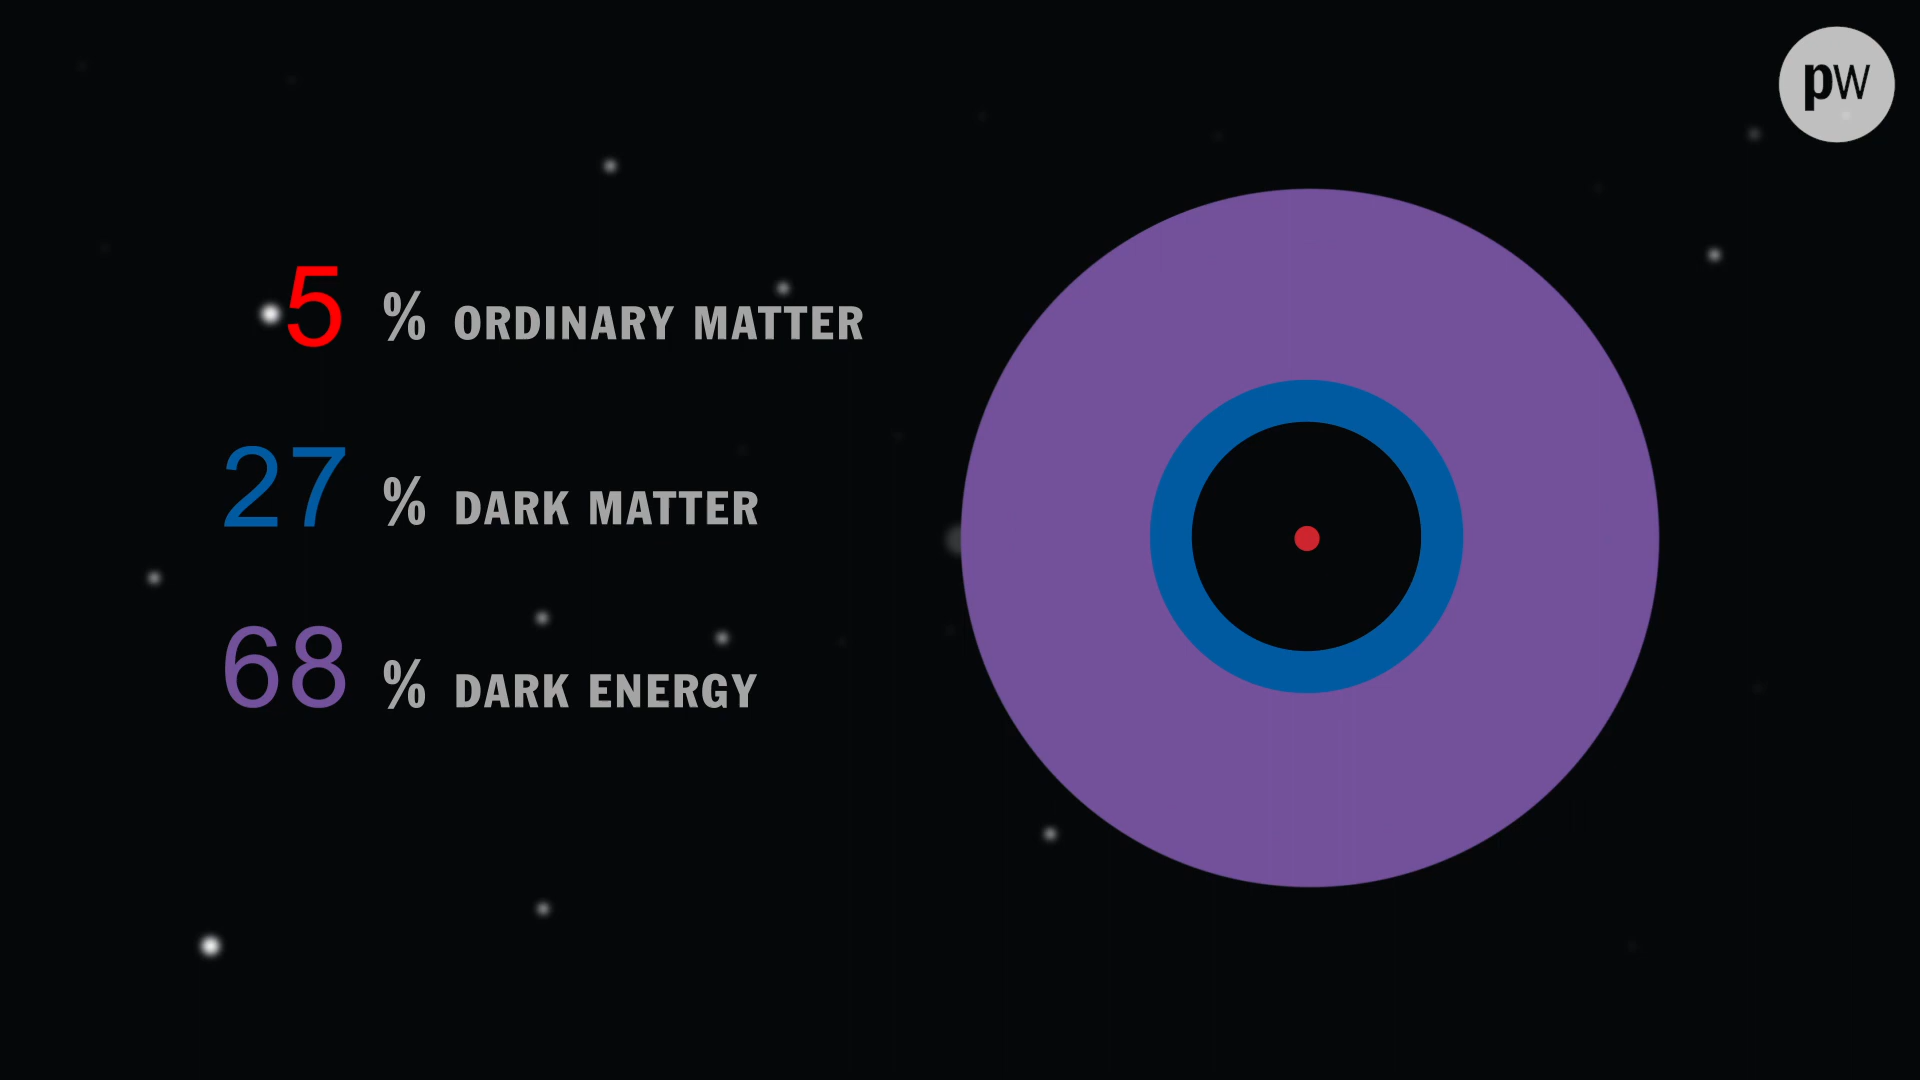 pw
5 % ORDINARY MATTER
27 % DARK MATTER
68 % DARK ENERGY